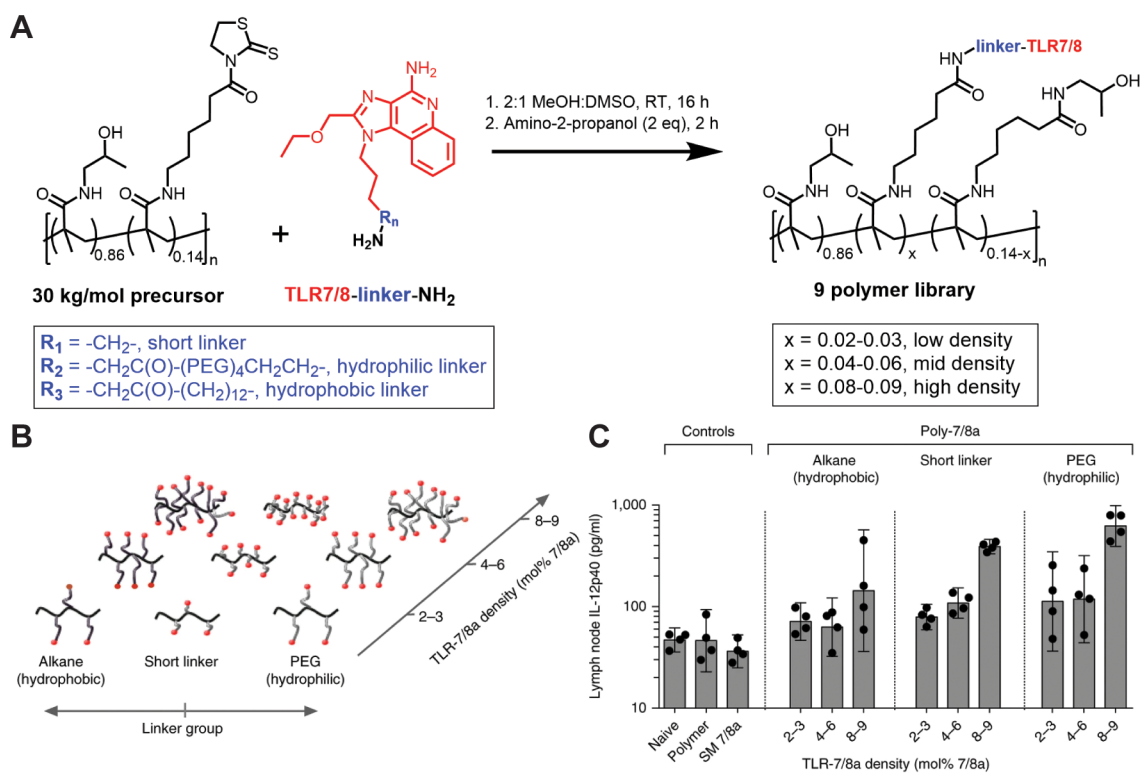 A
S
S
N
O
OH
NH
O
NH
O
0.86
0.14
n
30 kg/mol precursor
+
NH2
N
N
N
O
Rn
H2N
TLR7/8-linker-NH2
1. 2:1 MeOH:DMSO, RT, 16 h
2. Amino-2-propanol (2 eq), 2 h
HN-linker-TLR7/8
O
OH
HN
O
OH
NH
O
NH
O
NH
O
0.86
x
0.14-x
n
9 polymer library
R1 = -CH2-, short linker
R2 = -CH2C(O)-(PEG)4CH2CH2-, hydrophilic linker
R3 = -CH2C(O)-(CH2)12-, hydrophobic linker
x = 0.02-0.03, low density
x = 0.04-0.06, mid density
x = 0.08-0.09, high density
B
8–9
4–6
2–3
TLR-7/8a density (mol% 7/8a)
Alkane
(hydrophobic)
Short linker
PEG
(hydrophilic)
Linker group
C
Controls
Poly-7/8a
Alkane
(hydrophobic)
Short linker
PEG
(hydrophilic)
Lymph node IL-12p40 (pg/ml)
1,000
100
10
Naive
Polymer
SM 7/8a
2–3
4–6
8–9
2–3
4–6
8–9
2–3
4–6
8–9
TLR-7/8a density (mol% 7/8a)